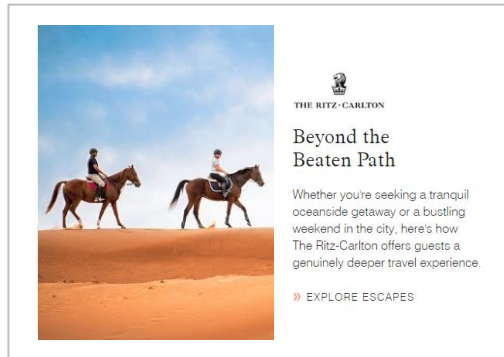 THE RITZ-CARLTON
Beyond the
Beaten Path
Whether you're seeking a tranquil
oceanside getaway or a bustling
weekend in the city, here's how
The Ritz-Carlton offers guests a
genuinely deeper travel experience.
» EXPLORE ESCAPES